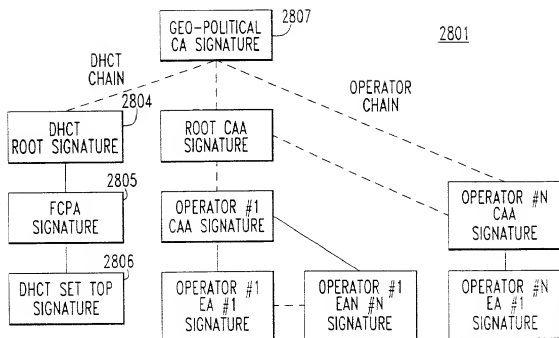 GEO-POLITICAL
CA SIGNATURE
2807
2801
DHCT
CHAIN
OPERATOR
CHAIN
2804
DHCT
ROOT SIGNATURE
ROOT CAA
SIGNATURE
2805
FCPA
SIGNATURE
OPERATOR #1
CAA SIGNATURE
OPERATOR #N
CAA
SIGNATURE
2806
DHCT SET TOP
SIGNATURE
OPERATOR #1
EA #1
SIGNATURE
OPERATOR #1
EAN #N
SIGNATURE
OPERATOR #N
EA #1
SIGNATURE